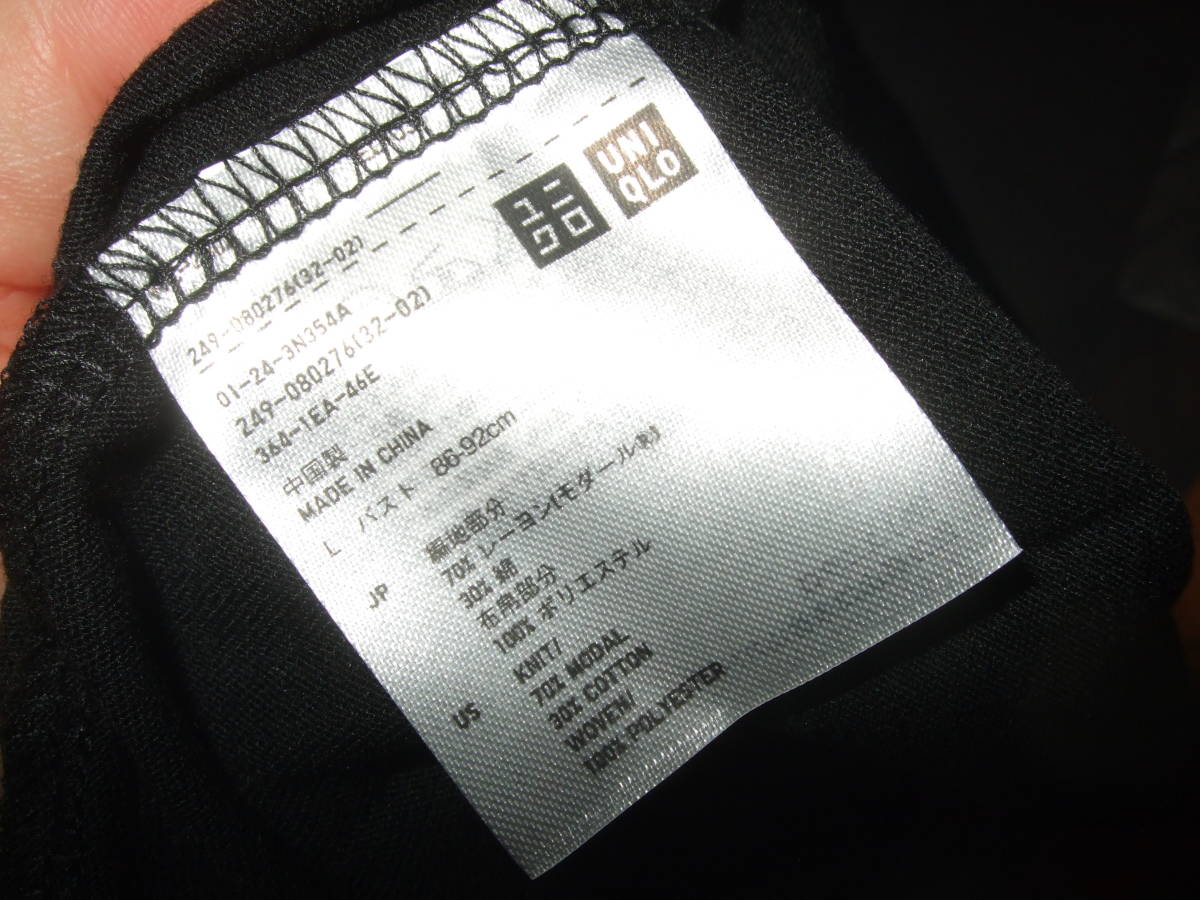 ユニクロ
UNIQLO
249-080276(32-02)
01-24-3N354A
249-080276(32-02)
364-1EA-46E
中国製
MADE IN CHINA
L バスト 86-92cm
JP 編地部分
70% レーヨン(モダール®)
30% 綿
布帛部分
100% ポリエステル
US KNIT/
70% MODAL
30% COTTON
WOVEN/
100% POLYESTER